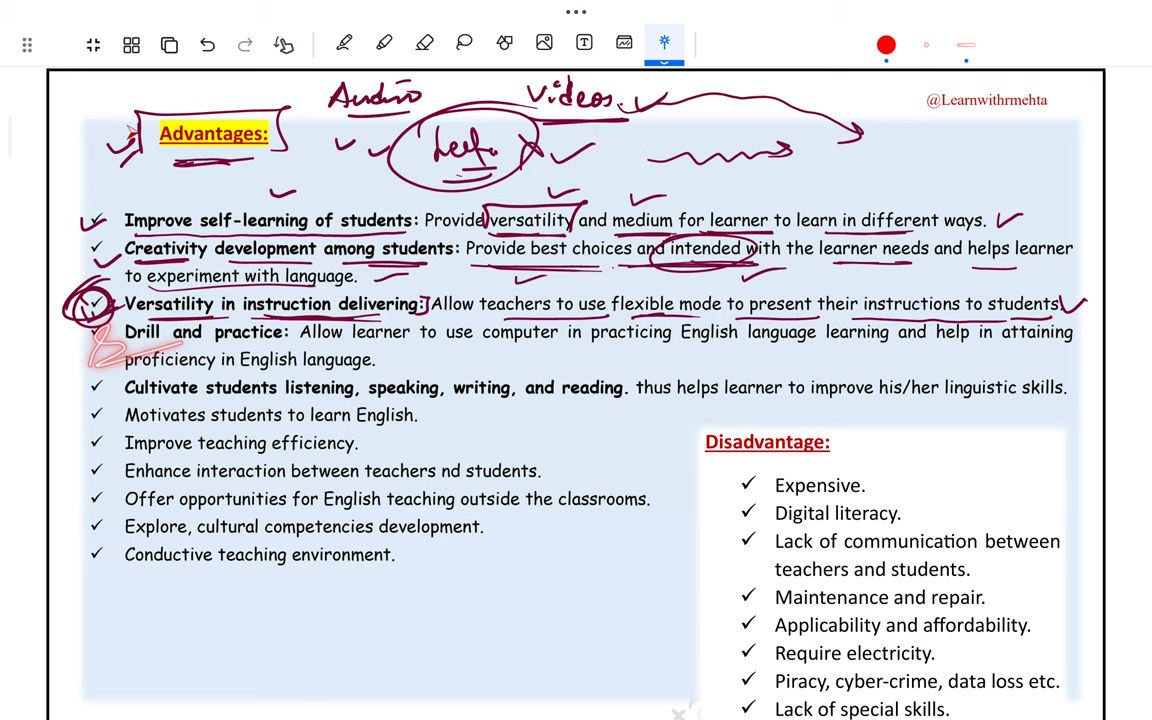 Audio Videos.
@Learnwithrmehta
Advantages:
Improve self-learning of students: Provide versatility and medium for learner to learn in different ways.
Creativity development among students: Provide best choices and intended with the learner needs and helps learner
to experiment with language.
Versatility in instruction delivering: Allow teachers to use flexible mode to present their instructions to students.
Drill and practice: Allow learner to use computer in practicing English language learning and help in attaining
proficiency in English language.
Cultivate students listening, speaking, writing, and reading. thus helps learner to improve his/her linguistic skills.
Motivates students to learn English.
Improve teaching efficiency.
Enhance interaction between teachers nd students.
Offer opportunities for English teaching outside the classrooms.
Explore, cultural competencies development.
Conductive teaching environment.
Disadvantage:
Expensive.
Digital literacy.
Lack of communication between
teachers and students.
Maintenance and repair.
Applicability and affordability.
Require electricity.
Piracy, cyber-crime, data loss etc.
Lack of special skills.